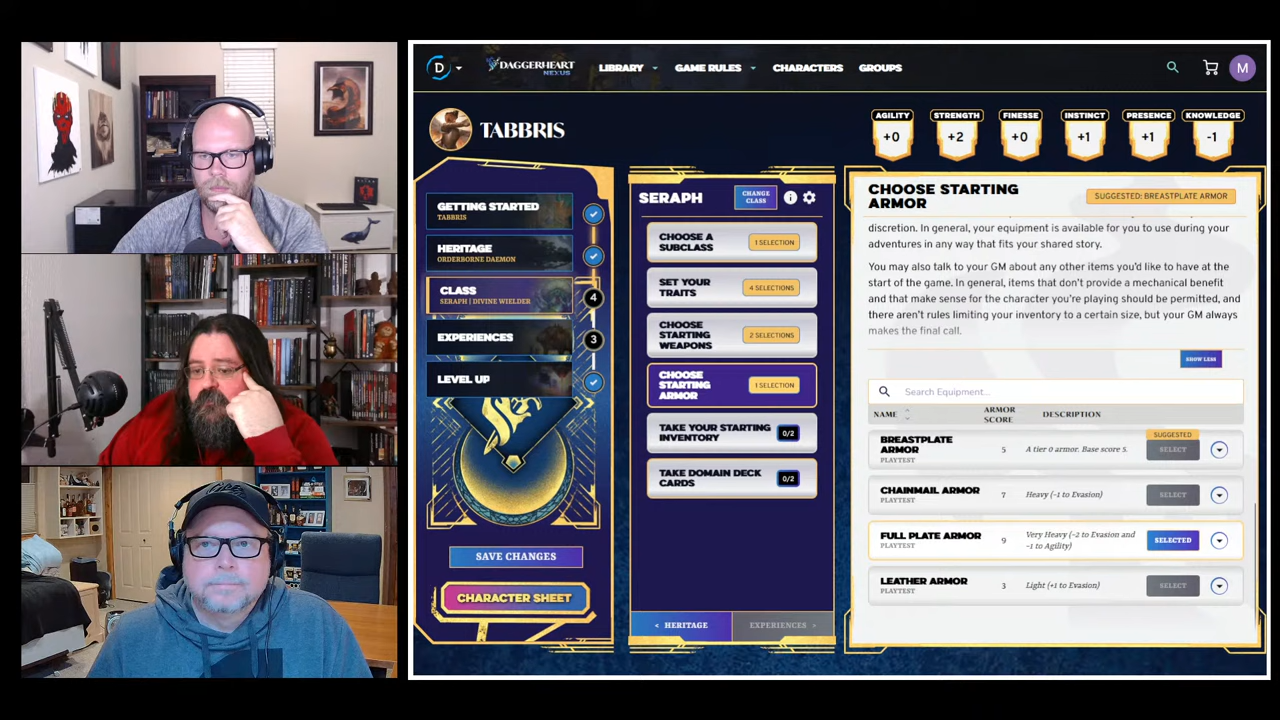 D
DAGGERHEART
NEXUS
LIBRARY
GAME RULES
CHARACTERS
GROUPS
M
TABBRIS
AGILITY
+0
STRENGTH
+2
FINESSE
+0
INSTINCT
+1
PRESENCE
+1
KNOWLEDGE
-1
GETTING STARTED
TABBRIS
HERITAGE
ORDERBORNE DAEMON
CLASS
SERAPH | DIVINE WIELDER
4
EXPERIENCES
3
LEVEL UP
SAVE CHANGES
CHARACTER SHEET
SERAPH
CHANGE
CLASS
CHOOSE A
SUBCLASS
1 SELECTION
SET YOUR
TRAITS
4 SELECTIONS
CHOOSE
STARTING
WEAPONS
2 SELECTIONS
CHOOSE
STARTING
ARMOR
1 SELECTION
TAKE YOUR STARTING
INVENTORY
0/2
TAKE DOMAIN DECK
CARDS
0/2
< HERITAGE
EXPERIENCES >
CHOOSE STARTING
ARMOR
SUGGESTED: BREASTPLATE ARMOR
discretion. In general, your equipment is available for you to use during your
adventures in any way that fits your shared story.
You may also talk to your GM about any other items you'd like to have at the
start of the game. In general, items that don't provide a mechanical benefit
and that make sense for the character you're playing should be permitted, and
there aren't rules limiting your inventory to a certain size, but your GM always
makes the final call.
SHOW LESS
Search Equipment...
NAME
ARMOR
SCORE
DESCRIPTION
BREASTPLATE
ARMOR
PLAYTEST
5
A tier 0 armor. Base score 5.
SUGGESTED
SELECT
CHAINMAIL ARMOR
PLAYTEST
7
Heavy (-1 to Evasion)
SELECT
FULL PLATE ARMOR
PLAYTEST
9
Very Heavy (-2 to Evasion and
-1 to Agility)
SELECTED
LEATHER ARMOR
PLAYTEST
3
Light (+1 to Evasion)
SELECT